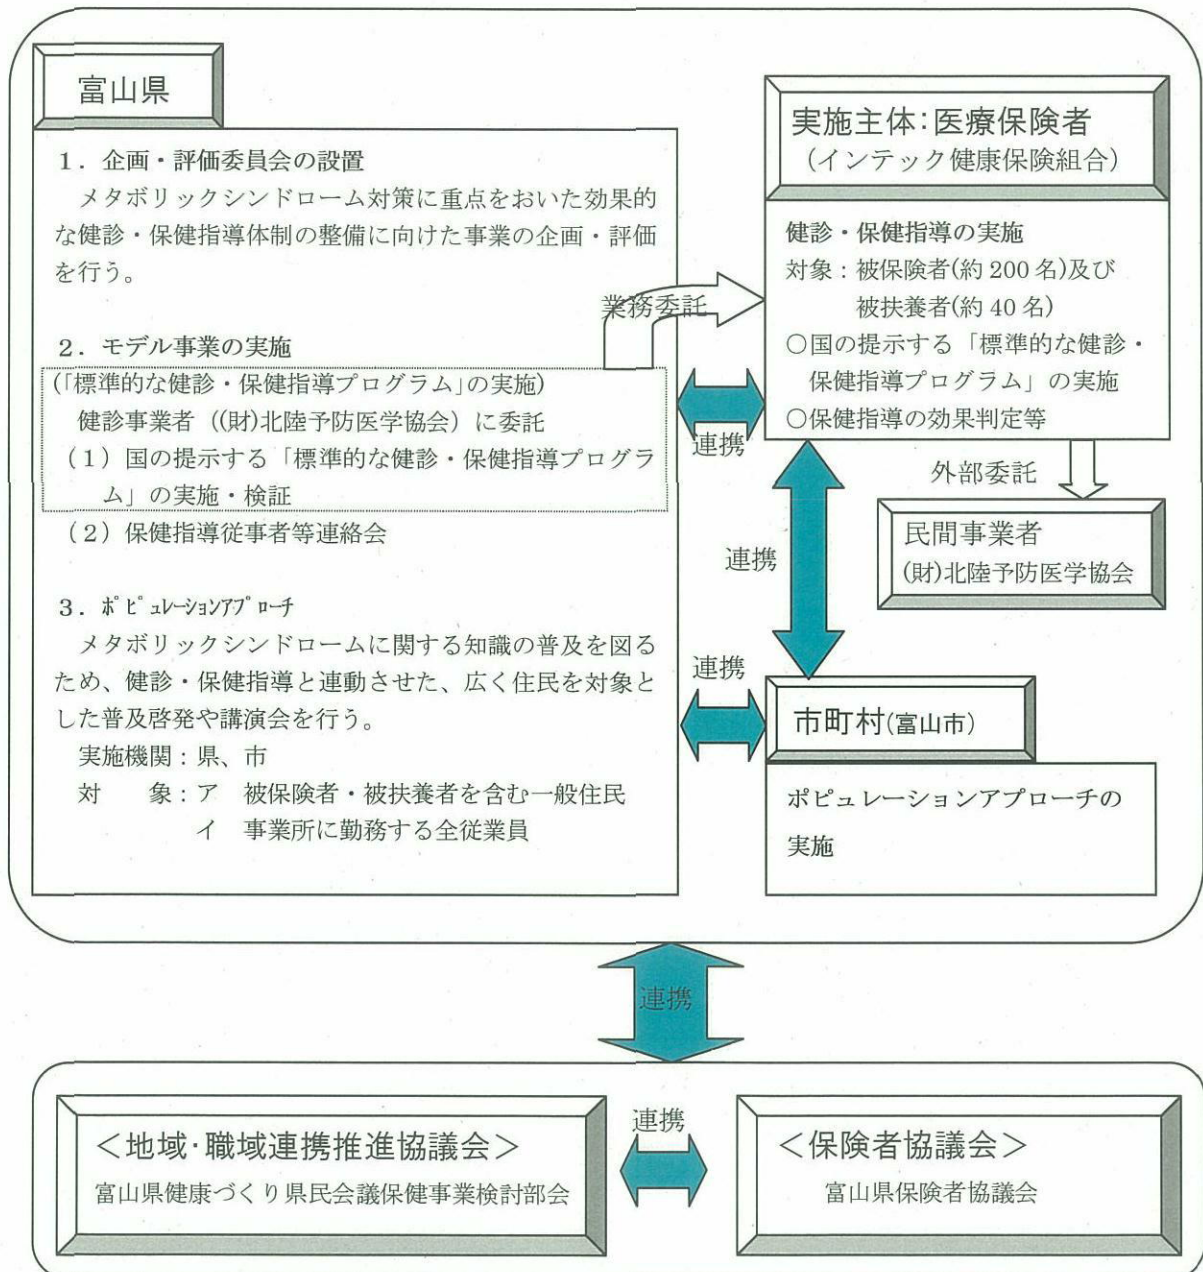 富山県
1．企画・評価委員会の設置
メタボリックシンドローム対策に重点をおいた効果的
な健診・保健指導体制の整備に向けた事業の企画・評価
を行う。
2．モデル事業の実施
(「標準的な健診・保健指導プログラム」の実施)
健診事業者（(財)北陸予防医学協会）に委託
（1）国の提示する「標準的な健診・保健指導プログラ
ム」の実施・検証
（2）保健指導従事者等連絡会
3．ﾎﾟﾋﾟｭﾚｰｼｮﾝｱﾌﾟﾛｰﾁ
メタボリックシンドロームに関する知識の普及を図る
ため、健診・保健指導と連動させた、広く住民を対象と
した普及啓発や講演会を行う。
実施機関：県、市
対　　象：ア　被保険者・被扶養者を含む一般住民
イ　事業所に勤務する全従業員
業務委託
連携
実施主体：医療保険者
（インテック健康保険組合）
健診・保健指導の実施
対象：被保険者(約 200 名)及び
被扶養者(約 40 名)
○国の提示する「標準的な健診・
保健指導プログラム」の実施
○保健指導の効果判定等
外部委託
民間事業者
(財)北陸予防医学協会
連携
連携
市町村(富山市)
ポピュレーションアプローチの
実施
連携
＜地域・職域連携推進協議会＞
富山県健康づくり県民会議保健事業検討部会
連携
＜保険者協議会＞
富山県保険者協議会